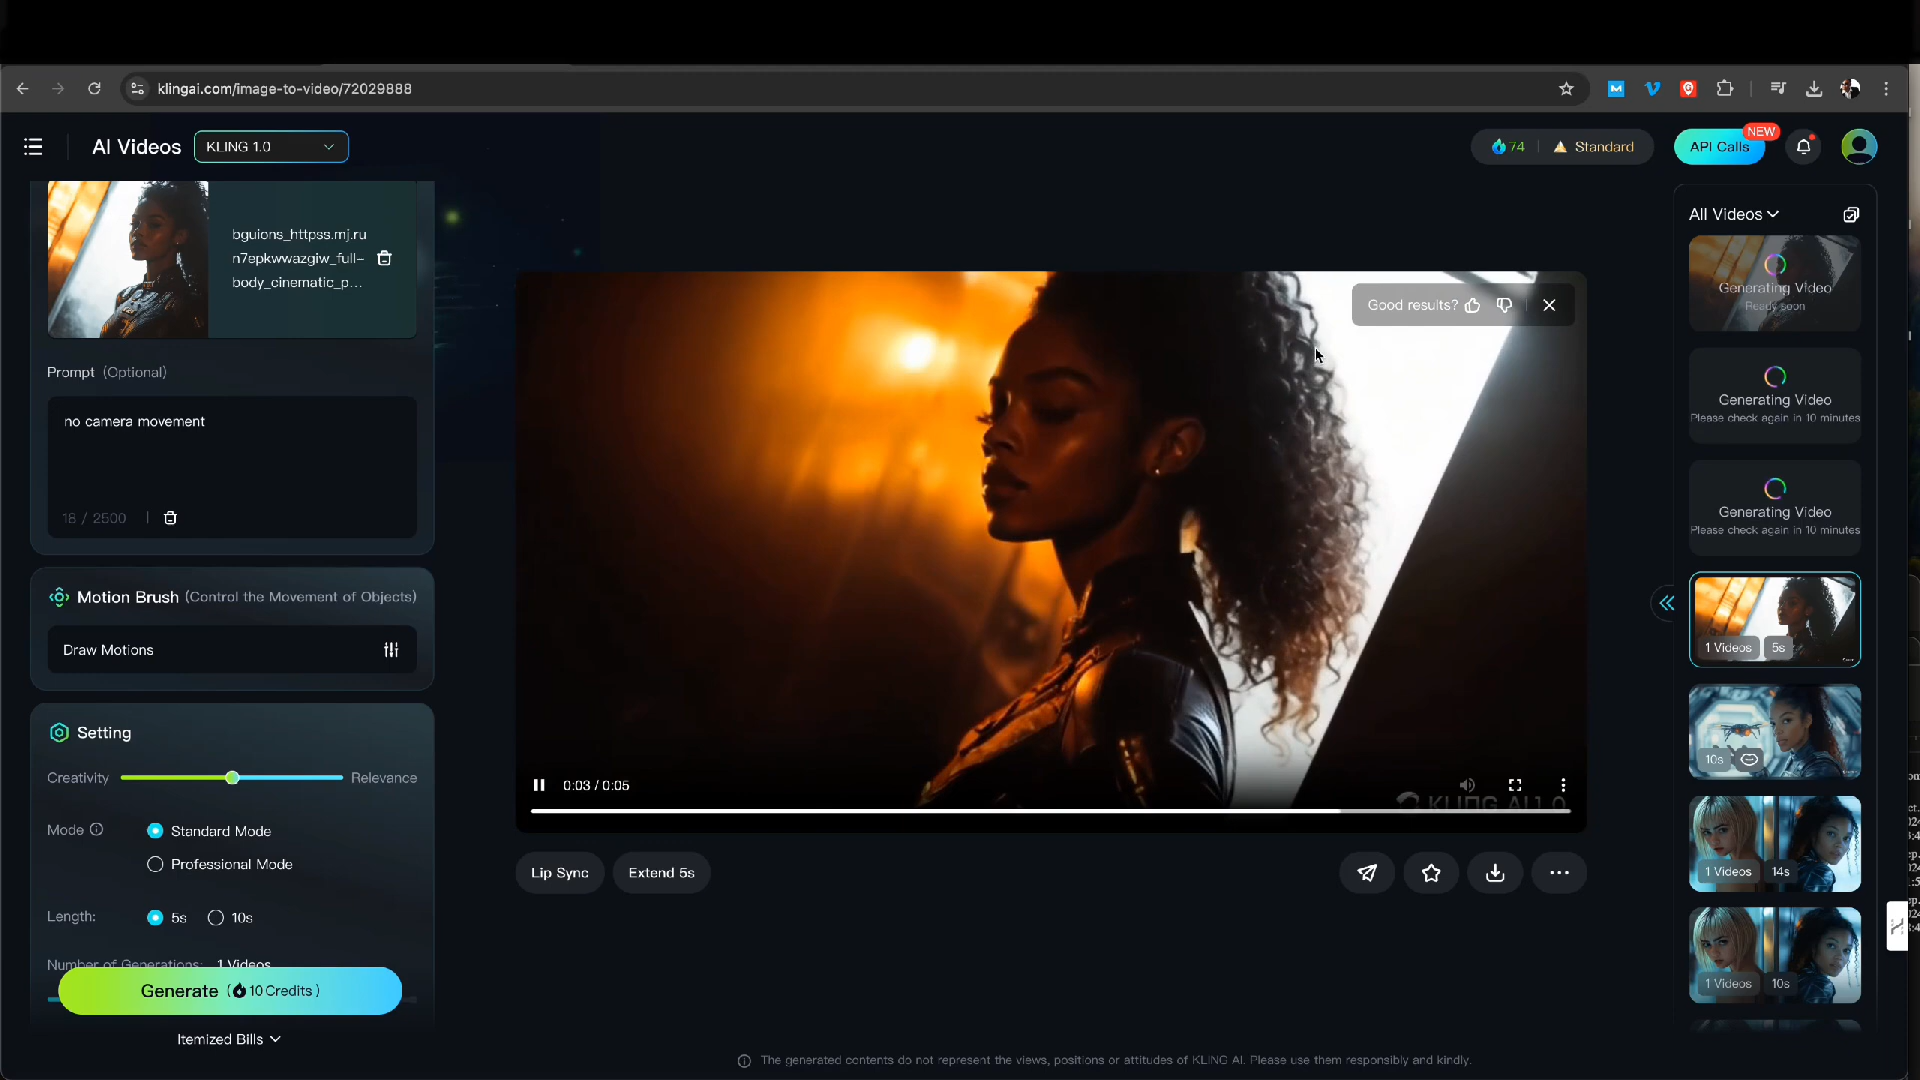 klingai.com/image-to-video/72029888
AI Videos
KLING 1.0
74
Standard
API Calls
NEW
bguions_httpss.mj.ru
n7epkwwazgiw_full-
body_cinematic_p...
Prompt (Optional)
no camera movement
18 / 2500
Motion Brush (Control the Movement of Objects)
Draw Motions
Setting
Creativity
Relevance
Mode
Standard Mode
Professional Mode
Length:
5s
10s
Number of Generations: 1 Videos
Generate ( 10 Credits )
Itemized Bills
Good results?
0:03 / 0:05
KLING AI 1.0
Lip Sync
Extend 5s
The generated contents do not represent the views, positions or attitudes of KLING AI. Please use them responsibly and kindly.
All Videos
Generating Video
Ready soon
Generating Video
Please check again in 10 minutes
Generating Video
Please check again in 10 minutes
1 Videos 5s
10s
1 Videos 14s
1 Videos 10s